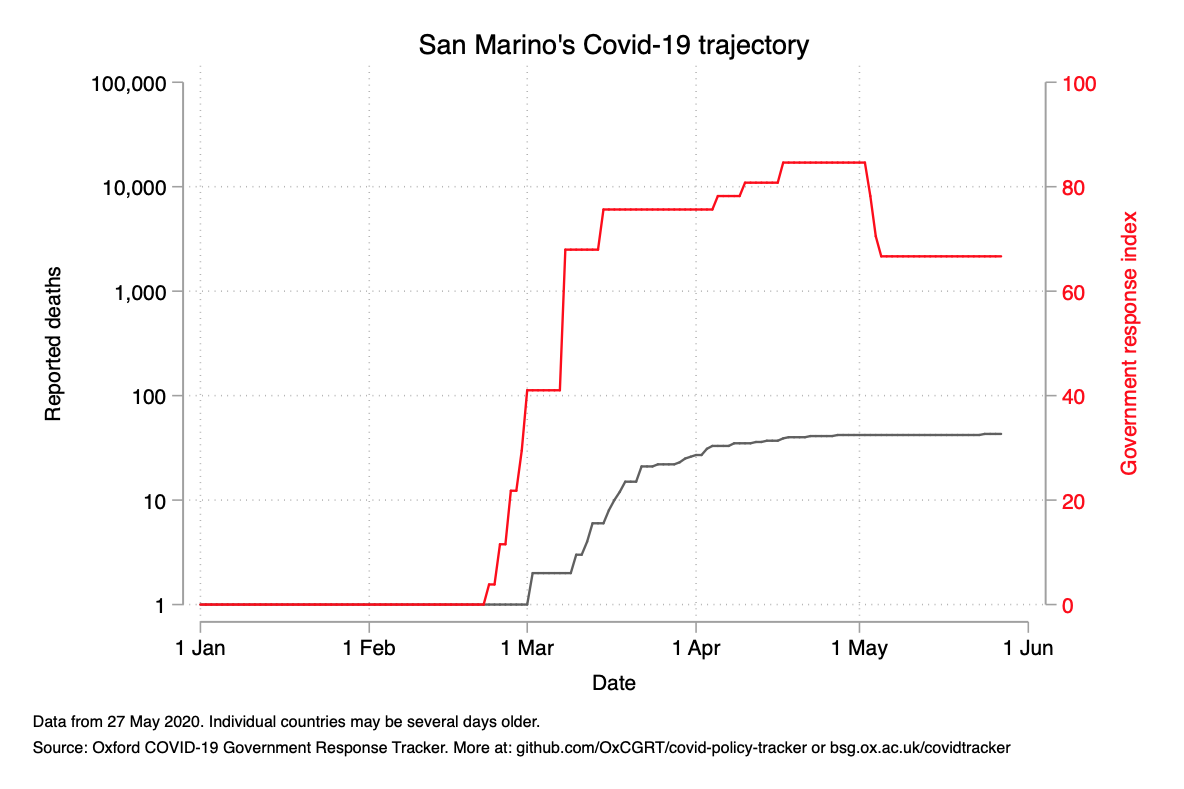 San Marino's Covid-19 trajectory
100,000
10,000
1,000
100
10
1
Reported deaths
100
80
60
40
20
0
Government response index
1 Jan
1 Feb
1 Mar
1 Apr
1 May
1 Jun
Date
Data from 27 May 2020. Individual countries may be several days older.
Source: Oxford COVID-19 Government Response Tracker. More at: github.com/OxCGRT/covid-policy-tracker or bsg.ox.ac.uk/covidtracker